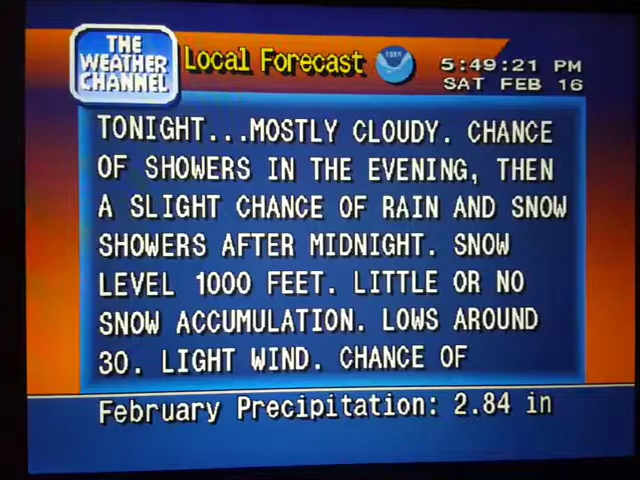 THE
WEATHER
CHANNEL
Local Forecast
5:49:21 PM
SAT FEB 16
TONIGHT...MOSTLY CLOUDY. CHANCE
OF SHOWERS IN THE EVENING, THEN
A SLIGHT CHANCE OF RAIN AND SNOW
SHOWERS AFTER MIDNIGHT. SNOW
LEVEL 1000 FEET. LITTLE OR NO
SNOW ACCUMULATION. LOWS AROUND
30. LIGHT WIND. CHANCE OF
February Precipitation: 2.84 in